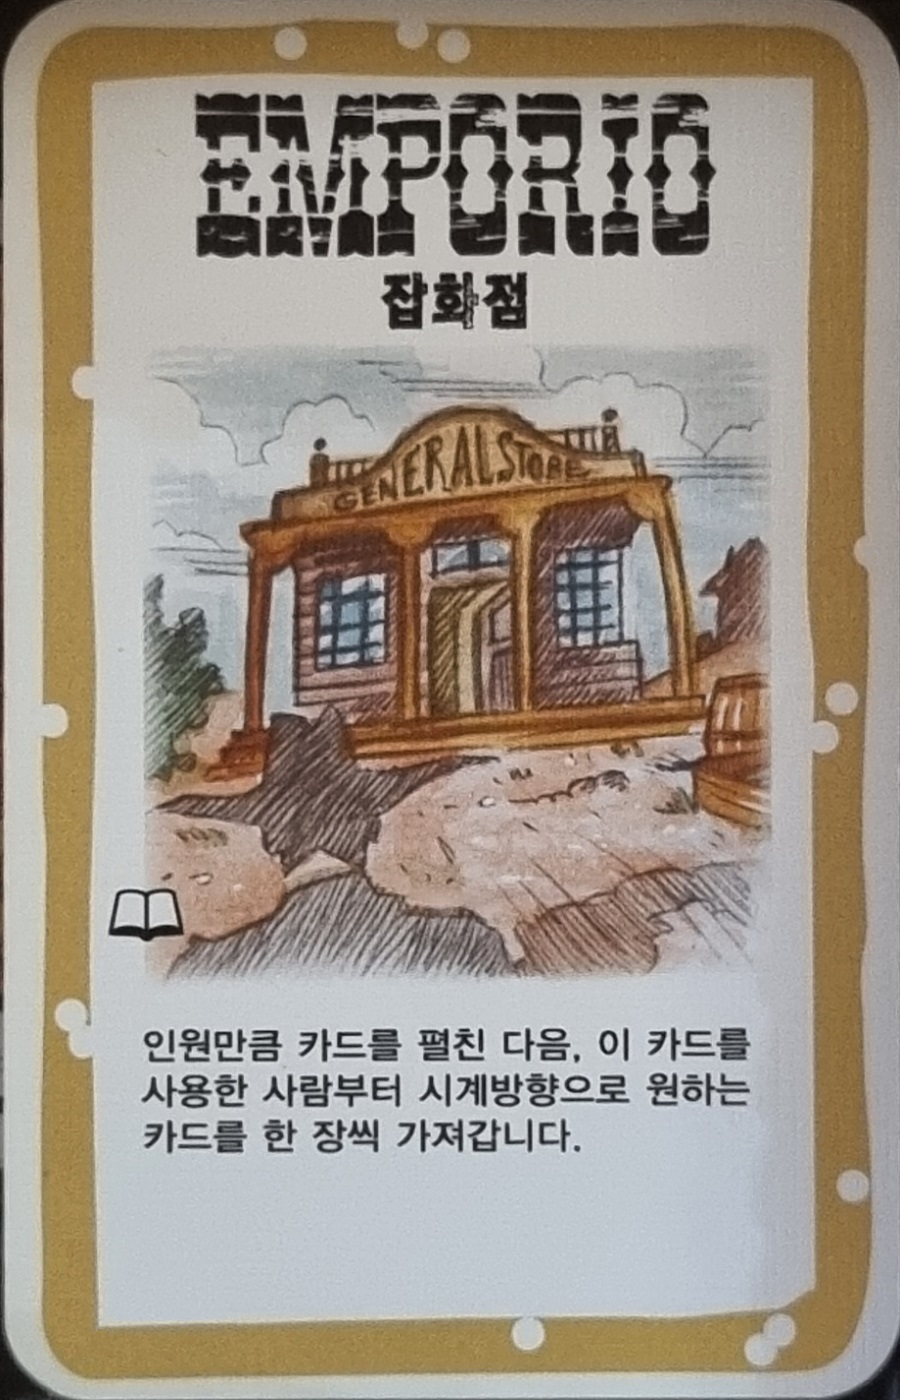 EMPORIO
잡화점
GENERAL STORE
인원만큼 카드를 펼친 다음, 이 카드를
사용한 사람부터 시계방향으로 원하는
카드를 한 장씩 가져갑니다.